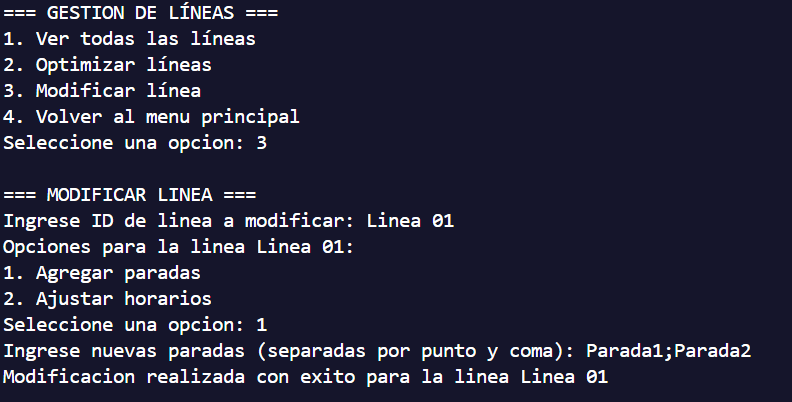 === GESTION DE LÍNEAS ===
1. Ver todas las líneas
2. Optimizar líneas
3. Modificar línea
4. Volver al menu principal
Seleccione una opcion: 3

=== MODIFICAR LINEA ===
Ingrese ID de linea a modificar: Linea 01
Opciones para la linea Linea 01:
1. Agregar paradas
2. Ajustar horarios
Seleccione una opcion: 1
Ingrese nuevas paradas (separadas por punto y coma): Parada1;Parada2
Modificacion realizada con exito para la linea Linea 01